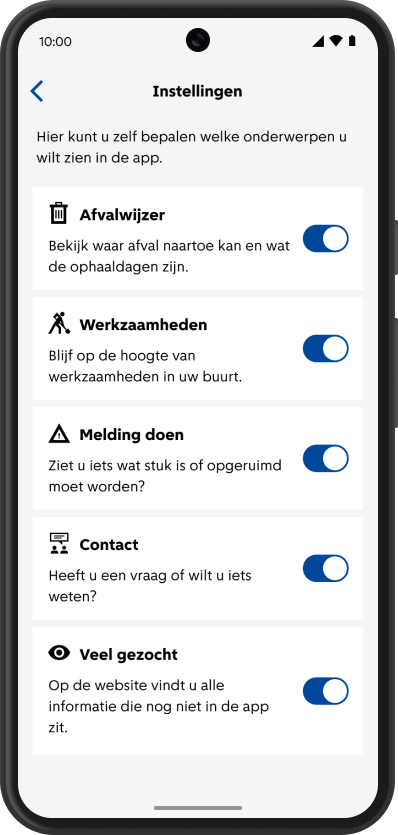 10:00
Instellingen
Hier kunt u zelf bepalen welke onderwerpen u
wilt zien in de app.
Afvalwijzer
Bekijk waar afval naartoe kan en wat
de ophaaldagen zijn.
Werkzaamheden
Blijf op de hoogte van
werkzaamheden in uw buurt.
Melding doen
Ziet u iets wat stuk is of opgeruimd
moet worden?
Contact
Heeft u een vraag of wilt u iets
weten?
Veel gezocht
Op de website vindt u alle
informatie die nog niet in de app
zit.